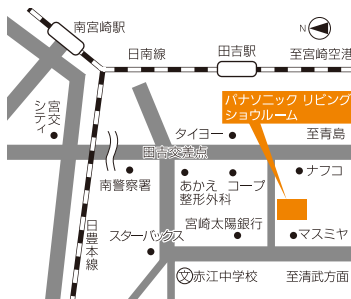 南宮崎駅
N
日南線
田吉駅
至宮崎空港
パナソニック リビング
ショウルーム
宮交
シティ
タイヨー
至青島
田吉交差点
南警察署
あかえ
整形外科
コープ
ナフコ
宮崎太陽銀行
日豊本線
スターバックス
マスミヤ
文
赤江中学校
至清武方面